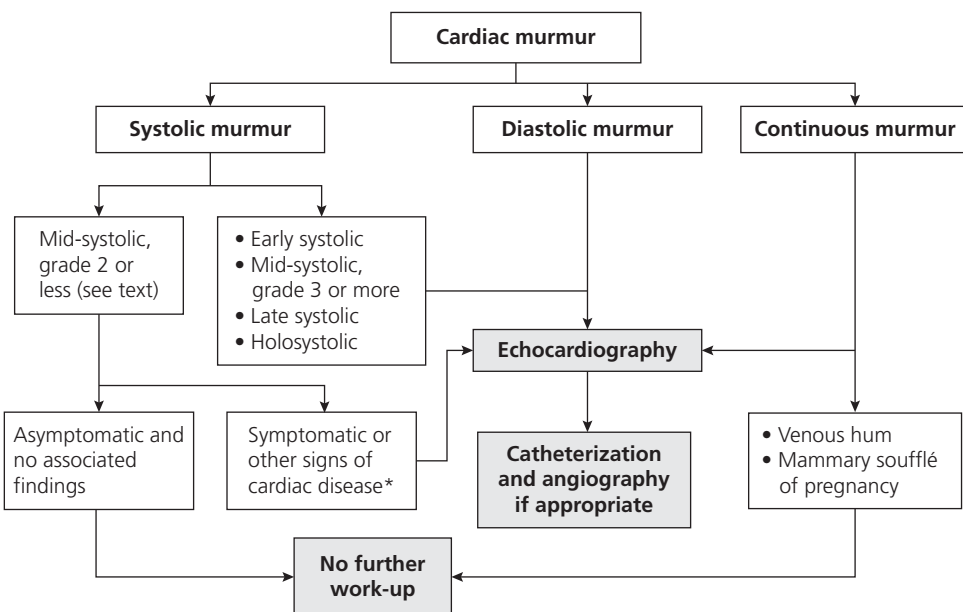 Cardiac murmur
Systolic murmur
Diastolic murmur
Continuous murmur
Mid-systolic,
grade 2 or
less (see text)
• Early systolic
• Mid-systolic,
grade 3 or more
• Late systolic
• Holosystolic
Echocardiography
Asymptomatic and
no associated
findings
Symptomatic or
other signs of
cardiac disease*
Catheterization
and angiography
if appropriate
• Venous hum
• Mammary soufflé
of pregnancy
No further
work-up